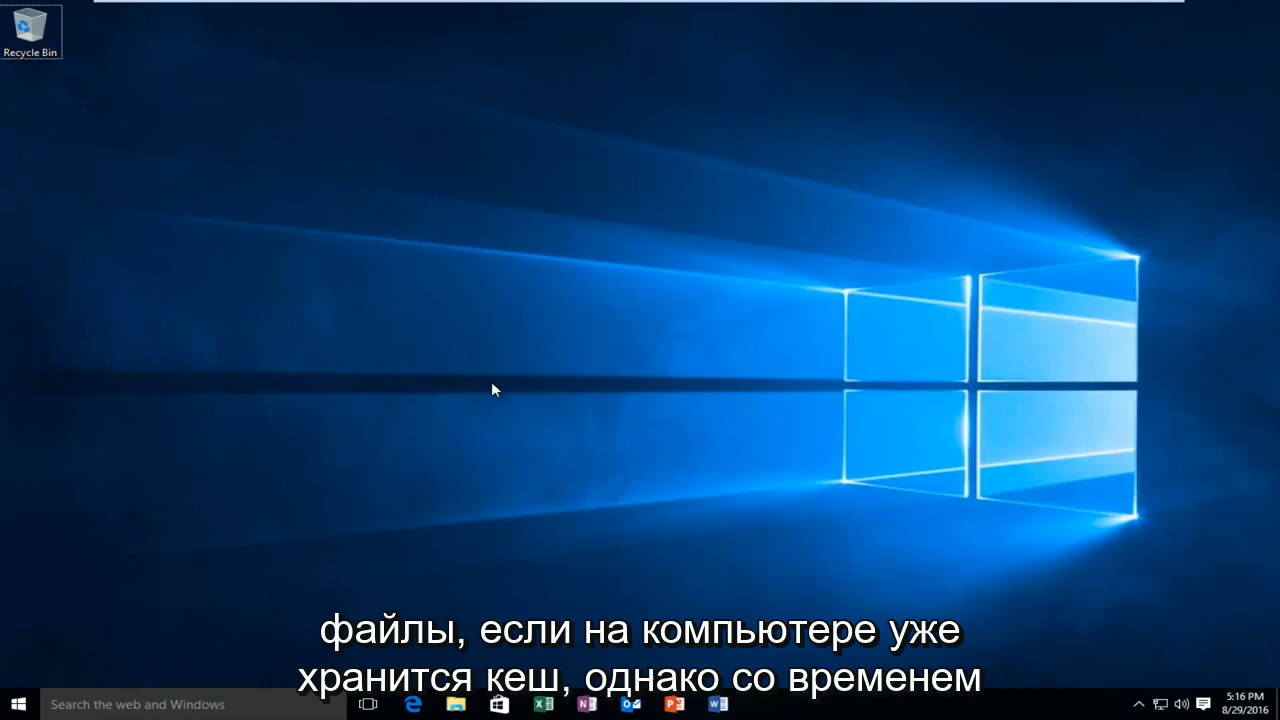 Recycle Bin
файлы, если на компьютере уже
хранится кеш, однако со временем
Search the web and Windows
5:16 PM
8/29/2016